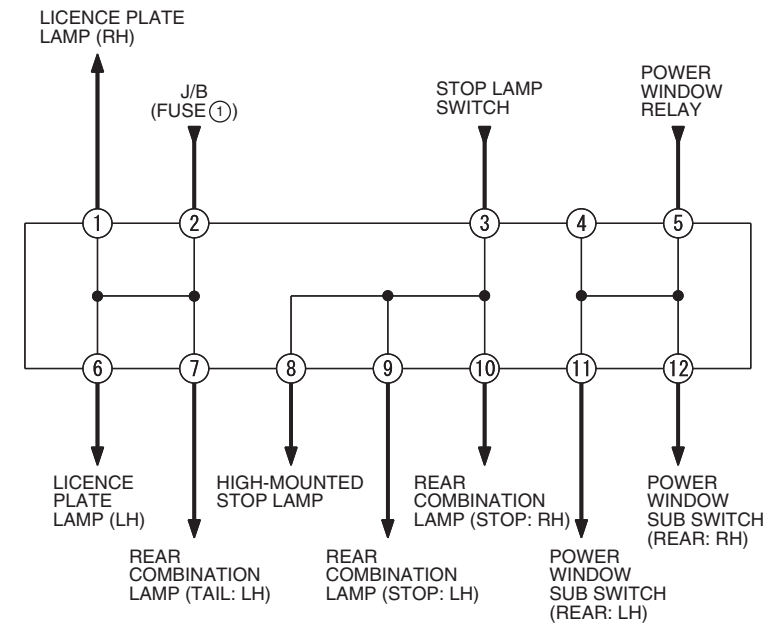 LICENCE PLATE
LAMP (RH)
J/B
(FUSE 1)
STOP LAMP
SWITCH
POWER
WINDOW
RELAY
1
2
3
4
5
6
7
8
9
10
11
12
LICENCE
PLATE
LAMP (LH)
REAR
COMBINATION
LAMP (TAIL: LH)
HIGH-MOUNTED
STOP LAMP
REAR
COMBINATION
LAMP (STOP: LH)
REAR
COMBINATION
LAMP (STOP: RH)
POWER
WINDOW
SUB SWITCH
(REAR: LH)
POWER
WINDOW
SUB SWITCH
(REAR: RH)